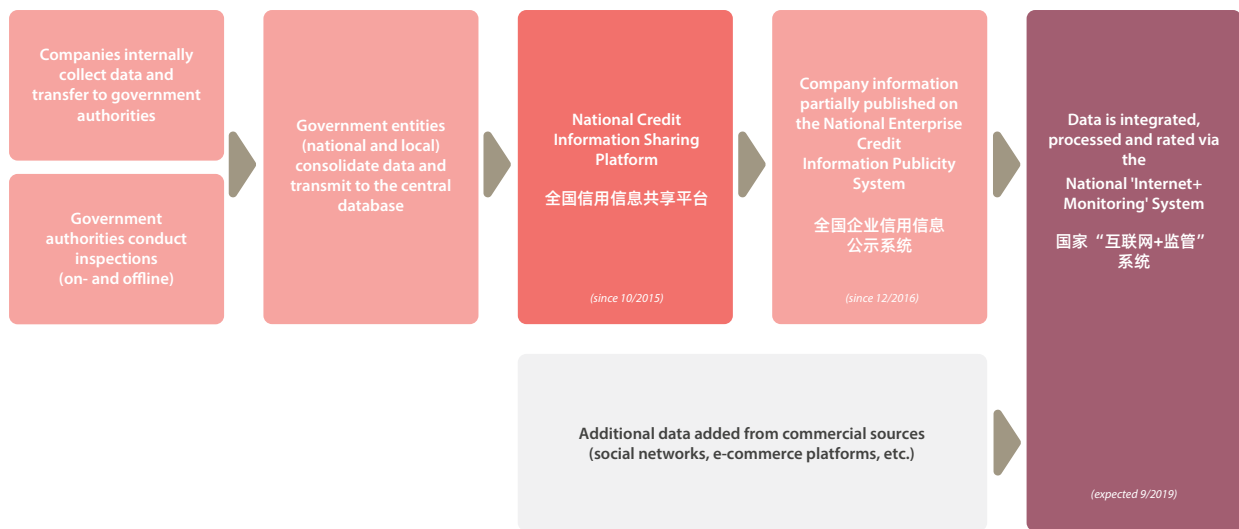 Companies internally
collect data and
transfer to government
authorities
Government
authorities conduct
inspections
(on- and offline)
Government entities
(national and local)
consolidate data and
transmit to the central
database
National Credit
Information Sharing
Platform
全国信用信息共享平台
(since 10/2015)
Company information
partially published on
the National Enterprise
Credit
Information Publicity
System
全国企业信用信息
公示系统
(since 12/2016)
Additional data added from commercial sources
(social networks, e-commerce platforms, etc.)
Data is integrated,
processed and rated via
the
National 'Internet+
Monitoring' System
国家“互联网+监管”
系统
(expected 9/2019)